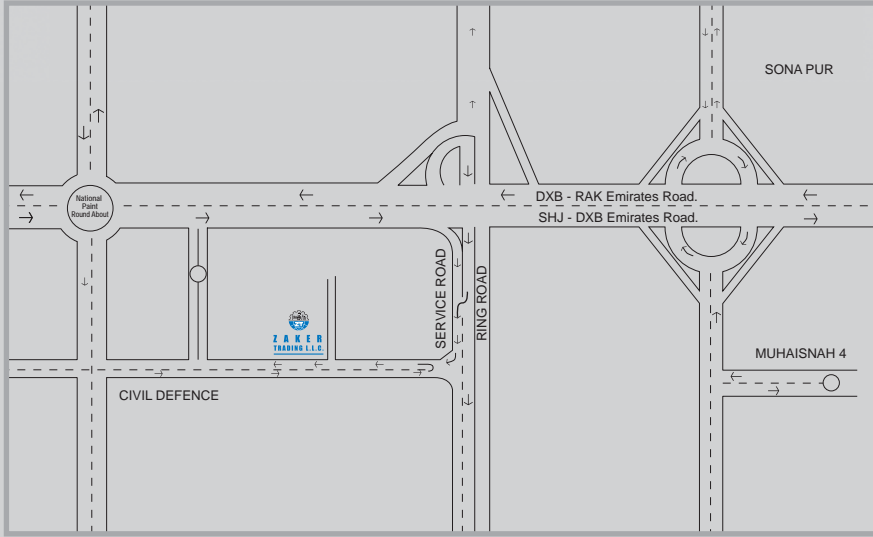 SONA PUR
National
Paint
Round About
DXB - RAK Emirates Road.
SHJ - DXB Emirates Road.
SERVICE ROAD
RING ROAD
ZAKER
TRADING L.L.C.
MUHAISNAH 4
CIVIL DEFENCE